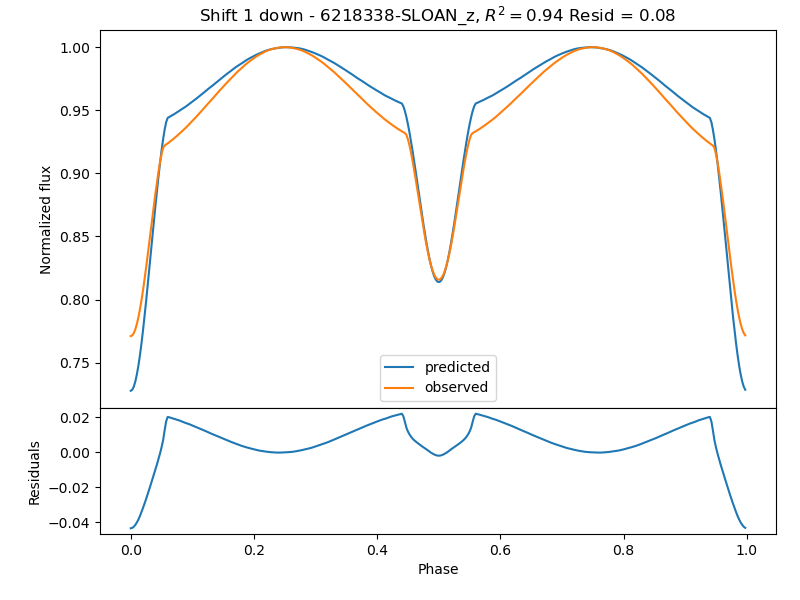 Shift 1 down - 6218338-SLOAN_z, R² = 0.94 Resid = 0.08
1.00
0.95
0.90
0.85
0.80
0.75
Normalized flux
predicted
observed
0.02
0.00
−0.02
−0.04
Residuals
0.0 0.2 0.4 0.6 0.8 1.0
Phase